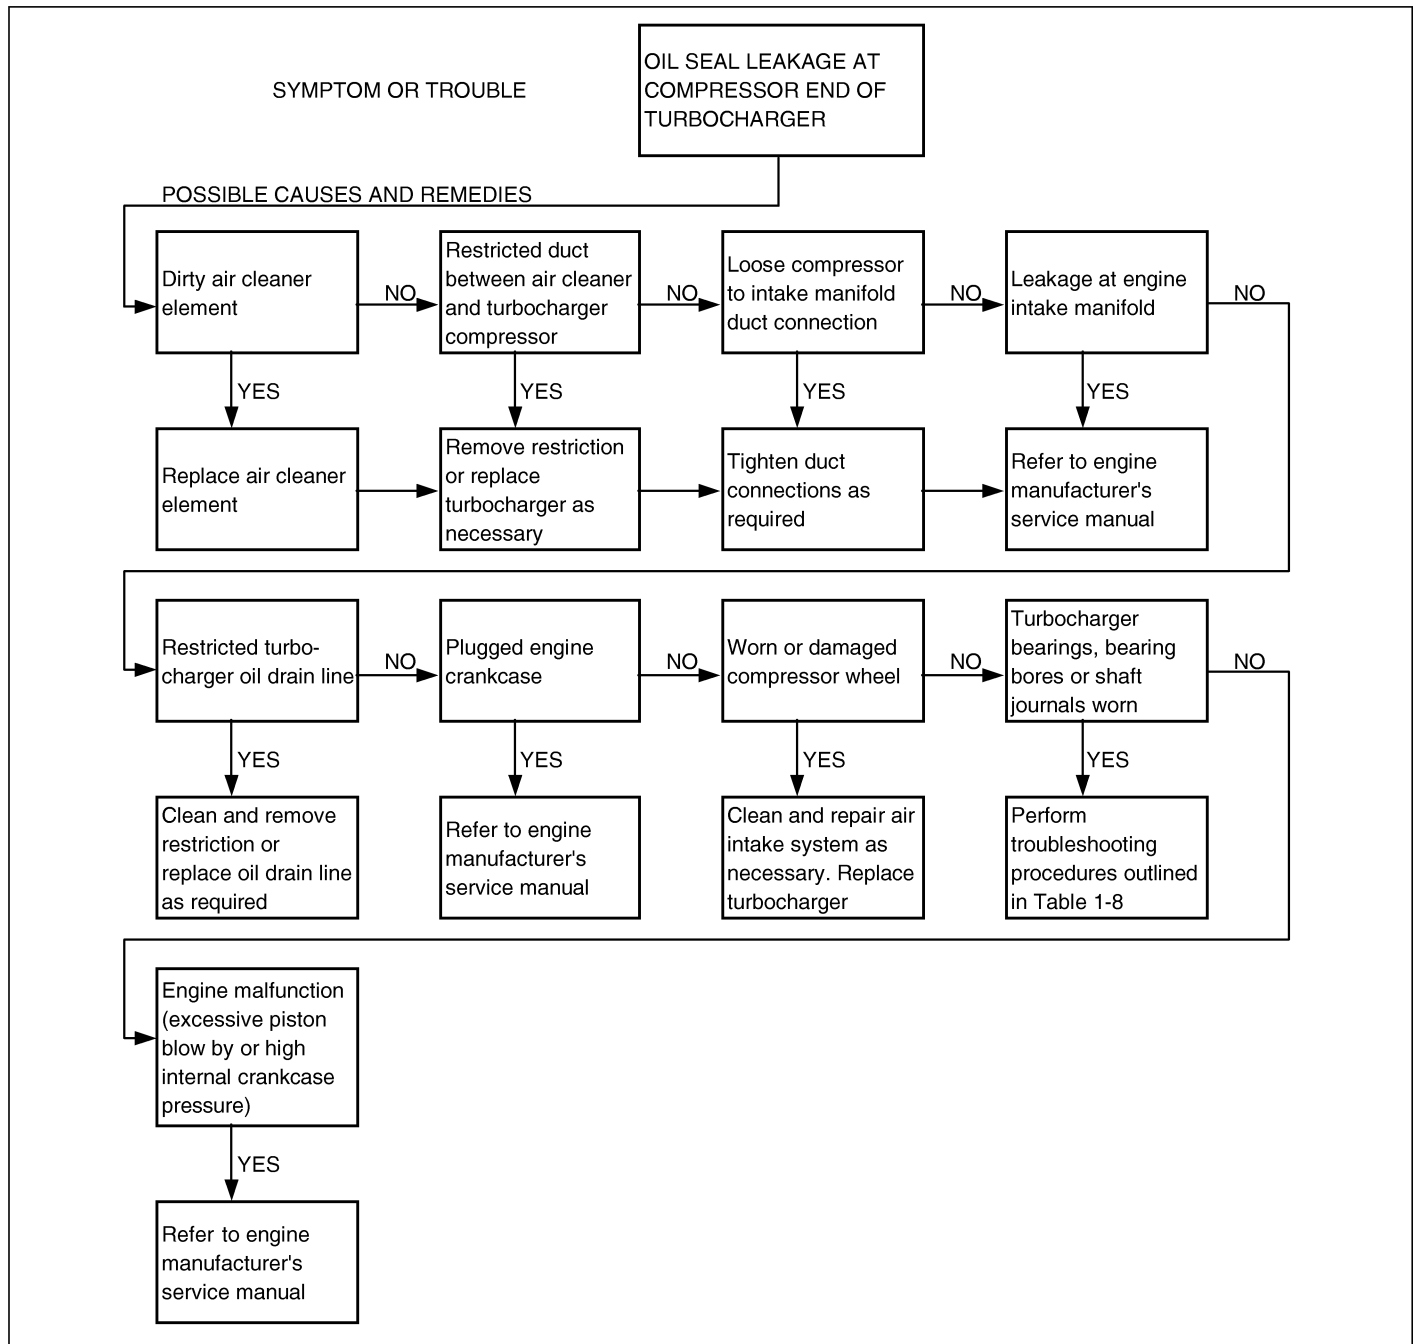 SYMPTOM OR TROUBLE
OIL SEAL LEAKAGE AT
COMPRESSOR END OF
TURBOCHARGER
POSSIBLE CAUSES AND REMEDIES
Dirty air cleaner
element
NO
Restricted duct
between air cleaner
and turbocharger
compressor
NO
Loose compressor
to intake manifold
duct connection
NO
Leakage at engine
intake manifold
NO
YES
YES
YES
YES
Replace air cleaner
element
Remove restriction
or replace
turbocharger as
necessary
Tighten duct
connections as
required
Refer to engine
manufacturer's
service manual
Restricted turbo-
charger oil drain line
NO
Plugged engine
crankcase
NO
Worn or damaged
compressor wheel
NO
Turbocharger
bearings, bearing
bores or shaft
journals worn
NO
YES
YES
YES
YES
Clean and remove
restriction or
replace oil drain line
as required
Refer to engine
manufacturer's
service manual
Clean and repair air
intake system as
necessary. Replace
turbocharger
Perform
troubleshooting
procedures outlined
in Table 1-8
Engine malfunction
(excessive piston
blow by or high
internal crankcase
pressure)
YES
Refer to engine
manufacturer's
service manual